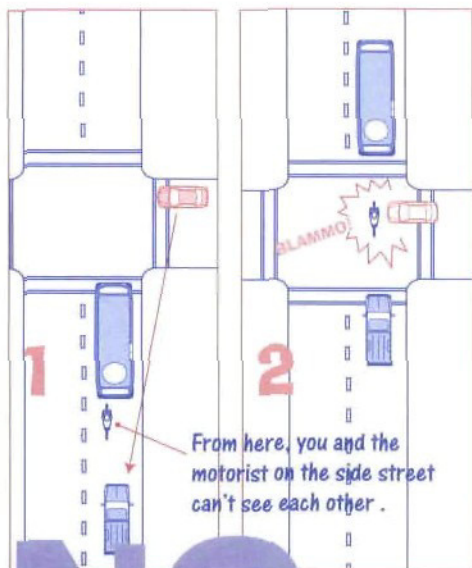 1
2
BLAMMO
From here, you and the
motorist on the side street
can't see each other .